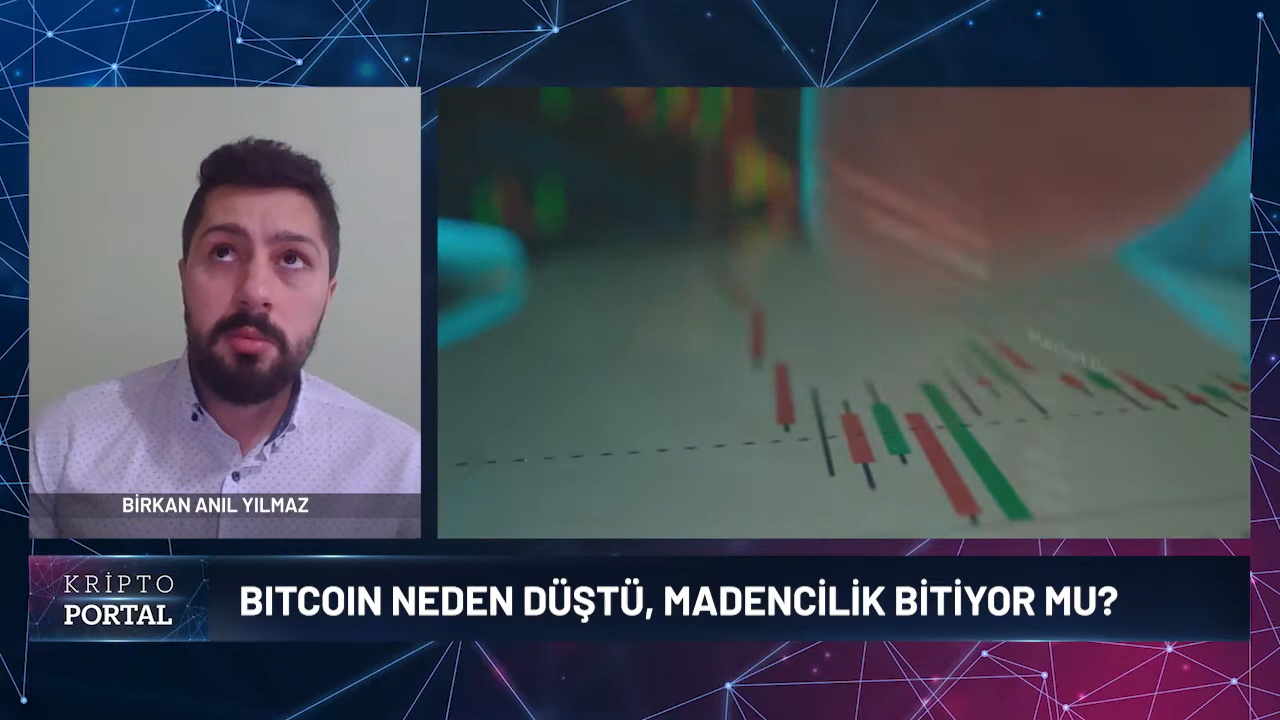 BİRKAN ANIL YILMAZ
KRİPTO
PORTAL
BITCOIN NEDEN DÜŞTÜ, MADENCİLİK BİTİYOR MU?